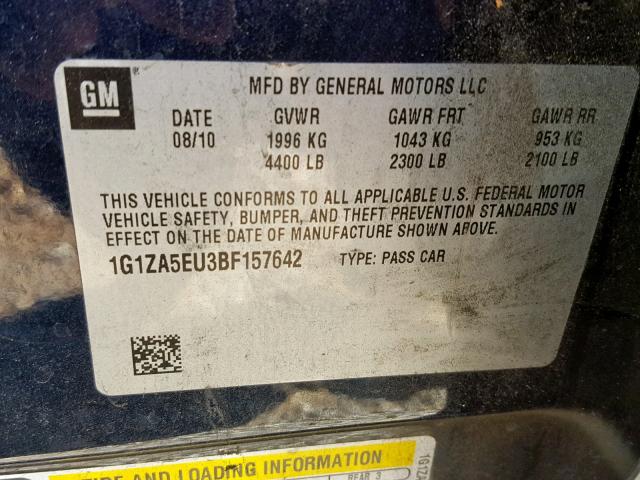 GM
MFD BY GENERAL MOTORS LLC
DATE GVWR GAWR FRT GAWR RR
08/10 1996 KG 1043 KG 953 KG
4400 LB 2300 LB 2100 LB
THIS VEHICLE CONFORMS TO ALL APPLICABLE U.S. FEDERAL MOTOR
VEHICLE SAFETY, BUMPER, AND THEFT PREVENTION STANDARDS IN
EFFECT ON THE DATE OF MANUFACTURE SHOWN ABOVE.
1G1ZA5EU3BF157642 TYPE: PASS CAR
TIRE AND LOADING INFORMATION
REAR 3